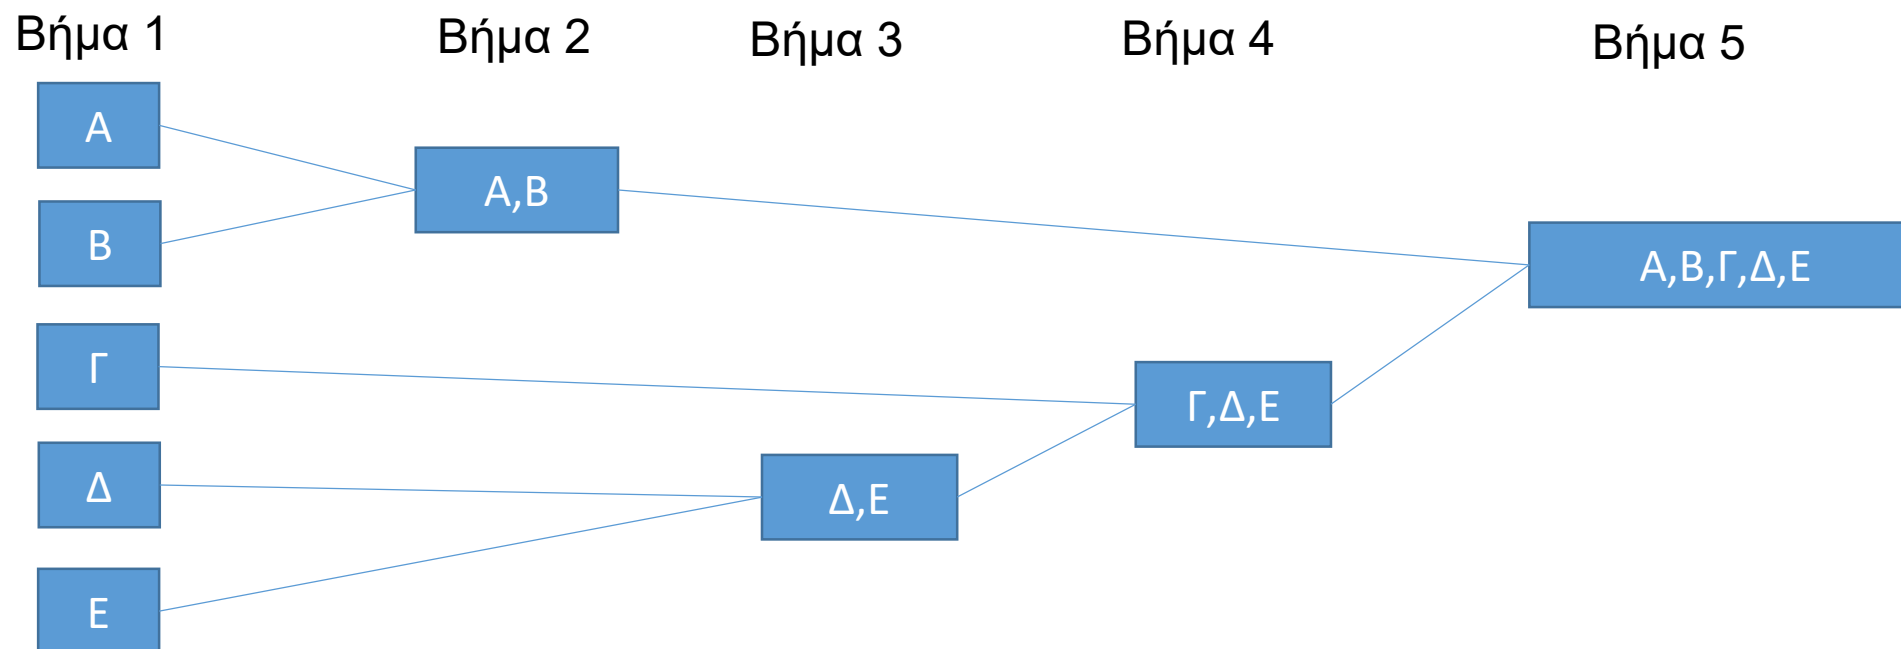 Βήμα 1 Βήμα 2 Βήμα 3 Βήμα 4 Βήμα 5
Α
Α,Β
Β
Α,Β,Γ,Δ,Ε
Γ
Γ,Δ,Ε
Δ
Δ,Ε
Ε